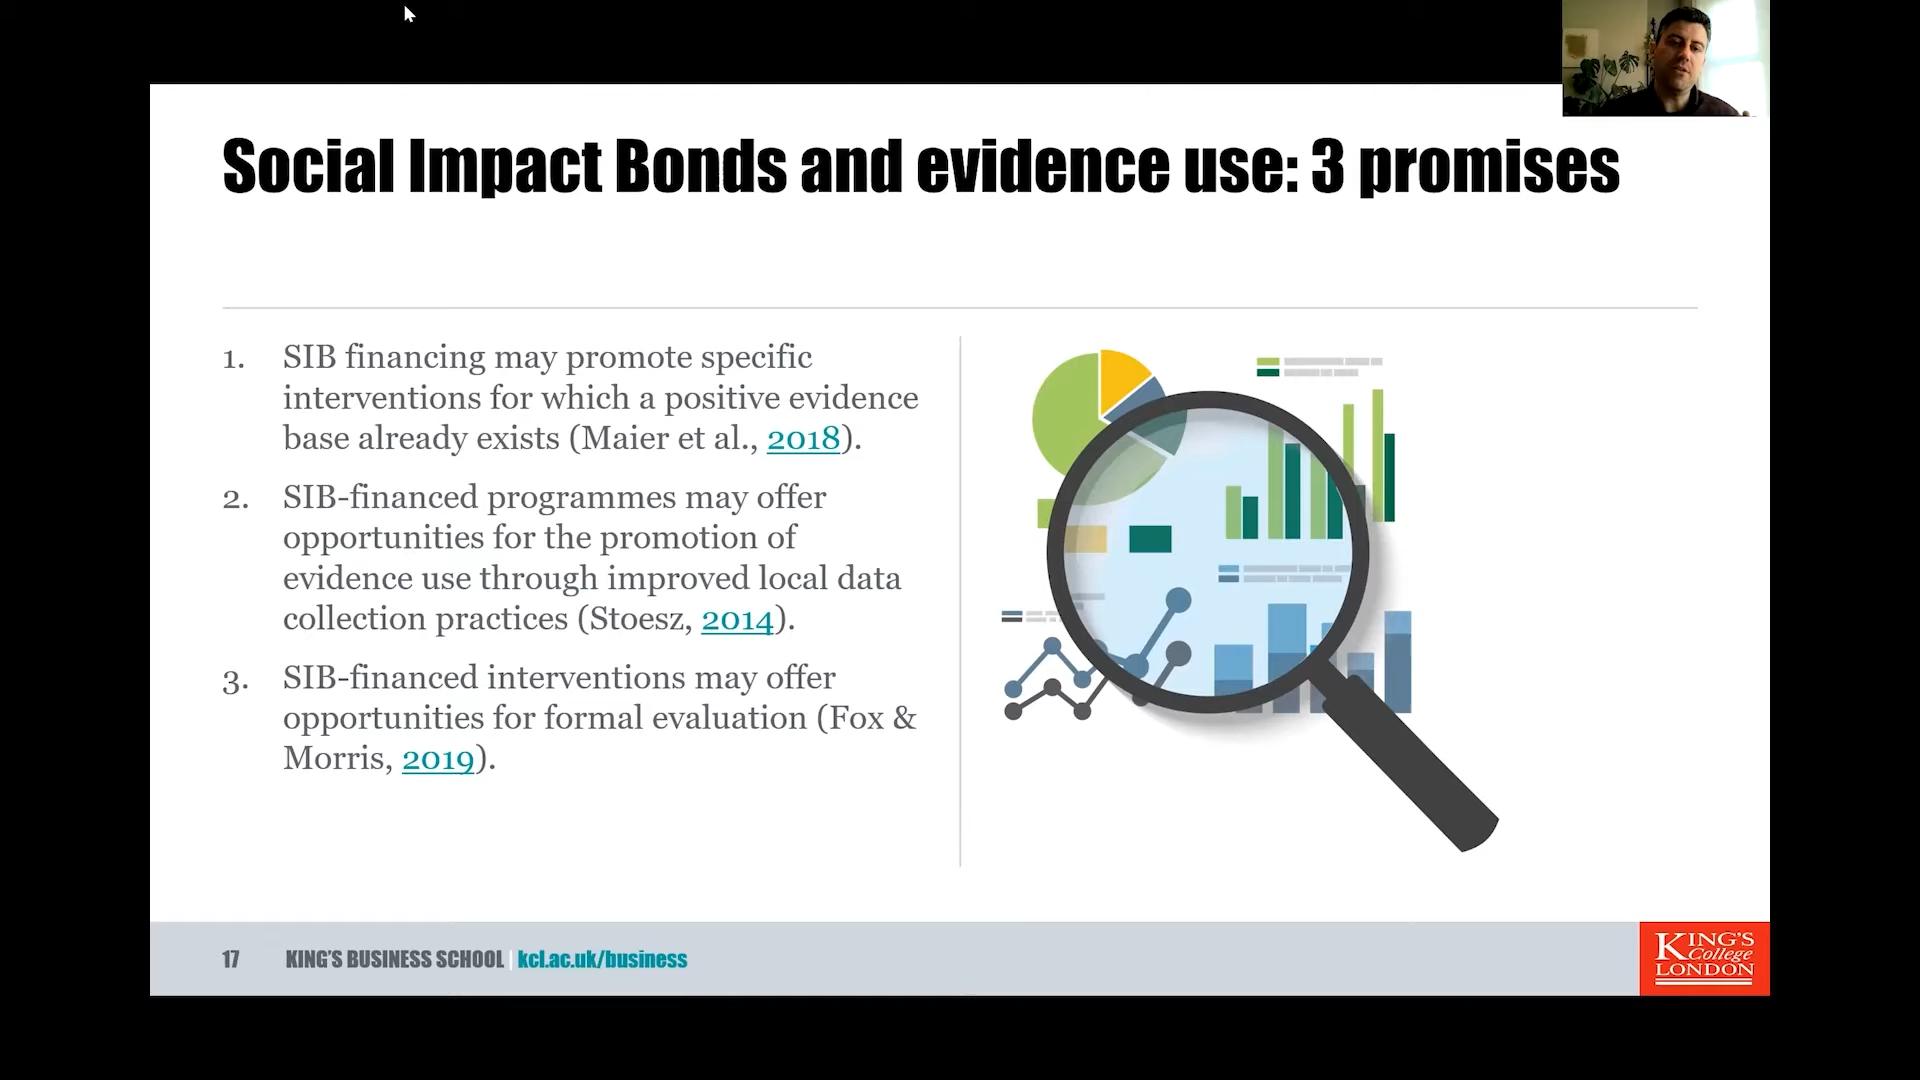 Social Impact Bonds and evidence use: 3 promises
1. SIB financing may promote specific
interventions for which a positive evidence
base already exists (Maier et al., 2018).
2. SIB-financed programmes may offer
opportunities for the promotion of
evidence use through improved local data
collection practices (Stoesz, 2014).
3. SIB-financed interventions may offer
opportunities for formal evaluation (Fox &
Morris, 2019).
17 KING'S BUSINESS SCHOOL | kcl.ac.uk/business
KING'S
College
LONDON